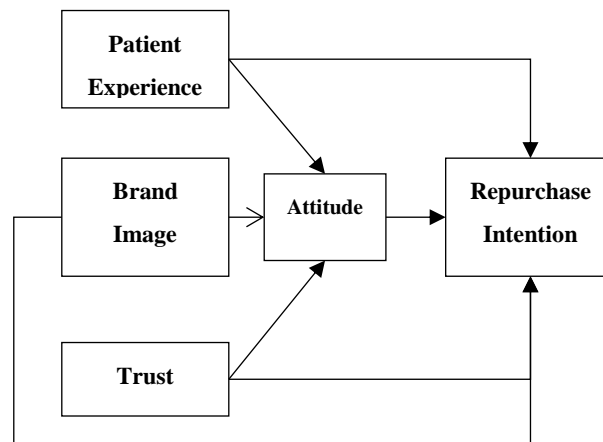 Patient
Experience
Brand
Image
Attitude
Repurchase
Intention
Trust